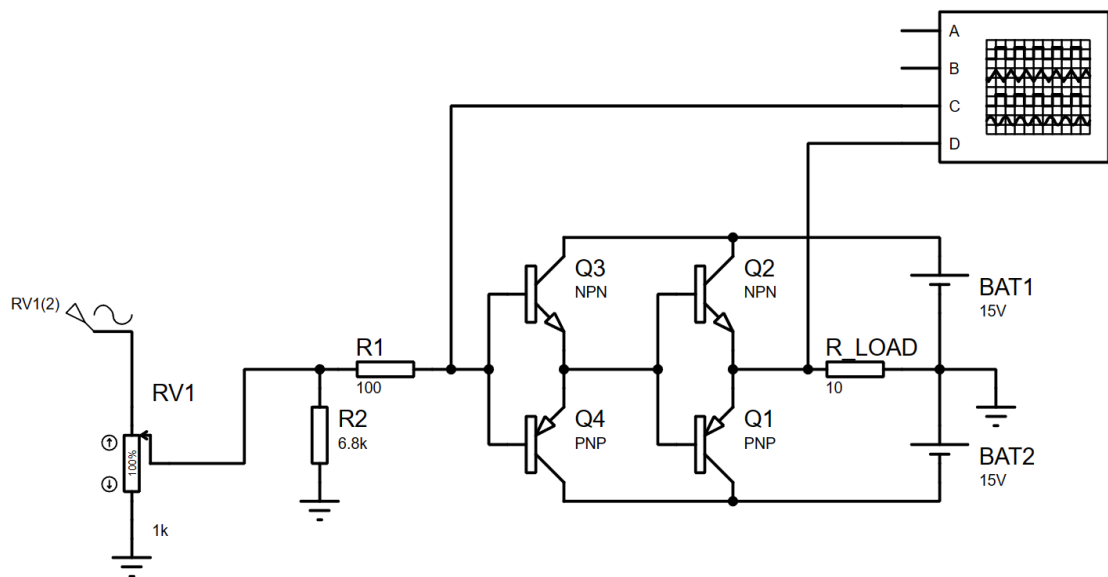 A
B
C
D
Q3
NPN
Q2
NPN
BAT1
15V
RV1(2)
R1
100
R_LOAD
10
RV1
100%
R2
6.8k
Q4
PNP
Q1
PNP
BAT2
15V
1k